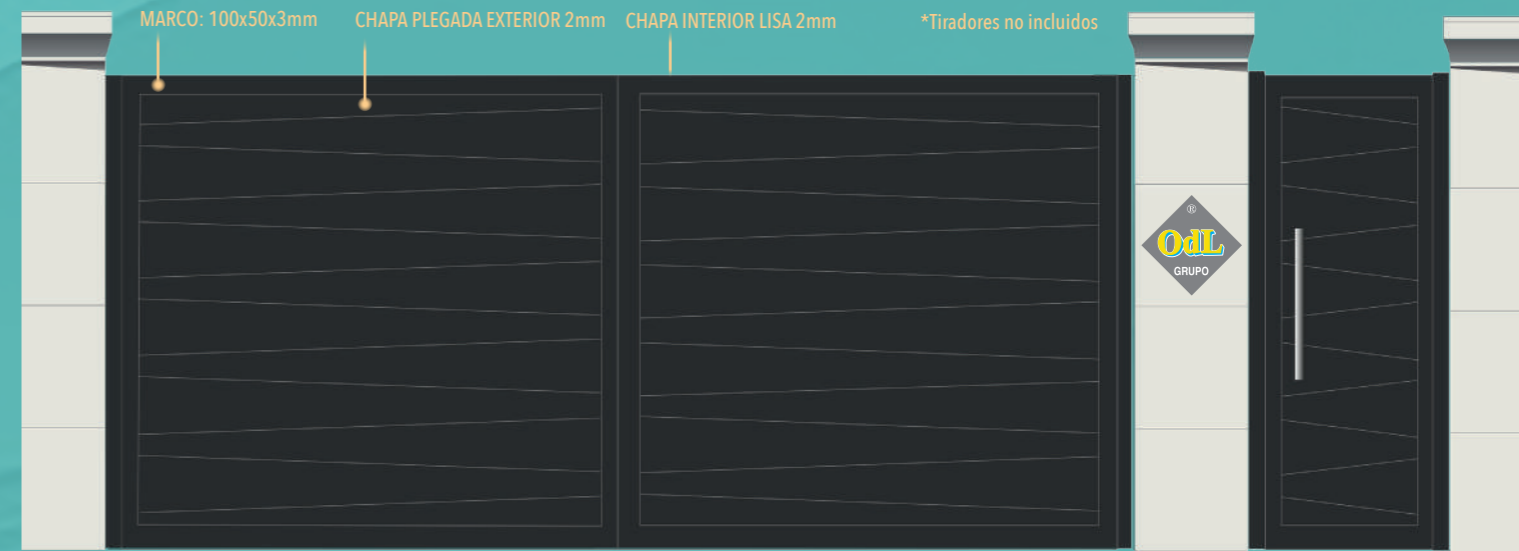 MARCO: 100x50x3mm
CHAPA PLEGADA EXTERIOR 2mm
CHAPA INTERIOR LISA 2mm
*Tiradores no incluidos
®
OdL
GRUPO